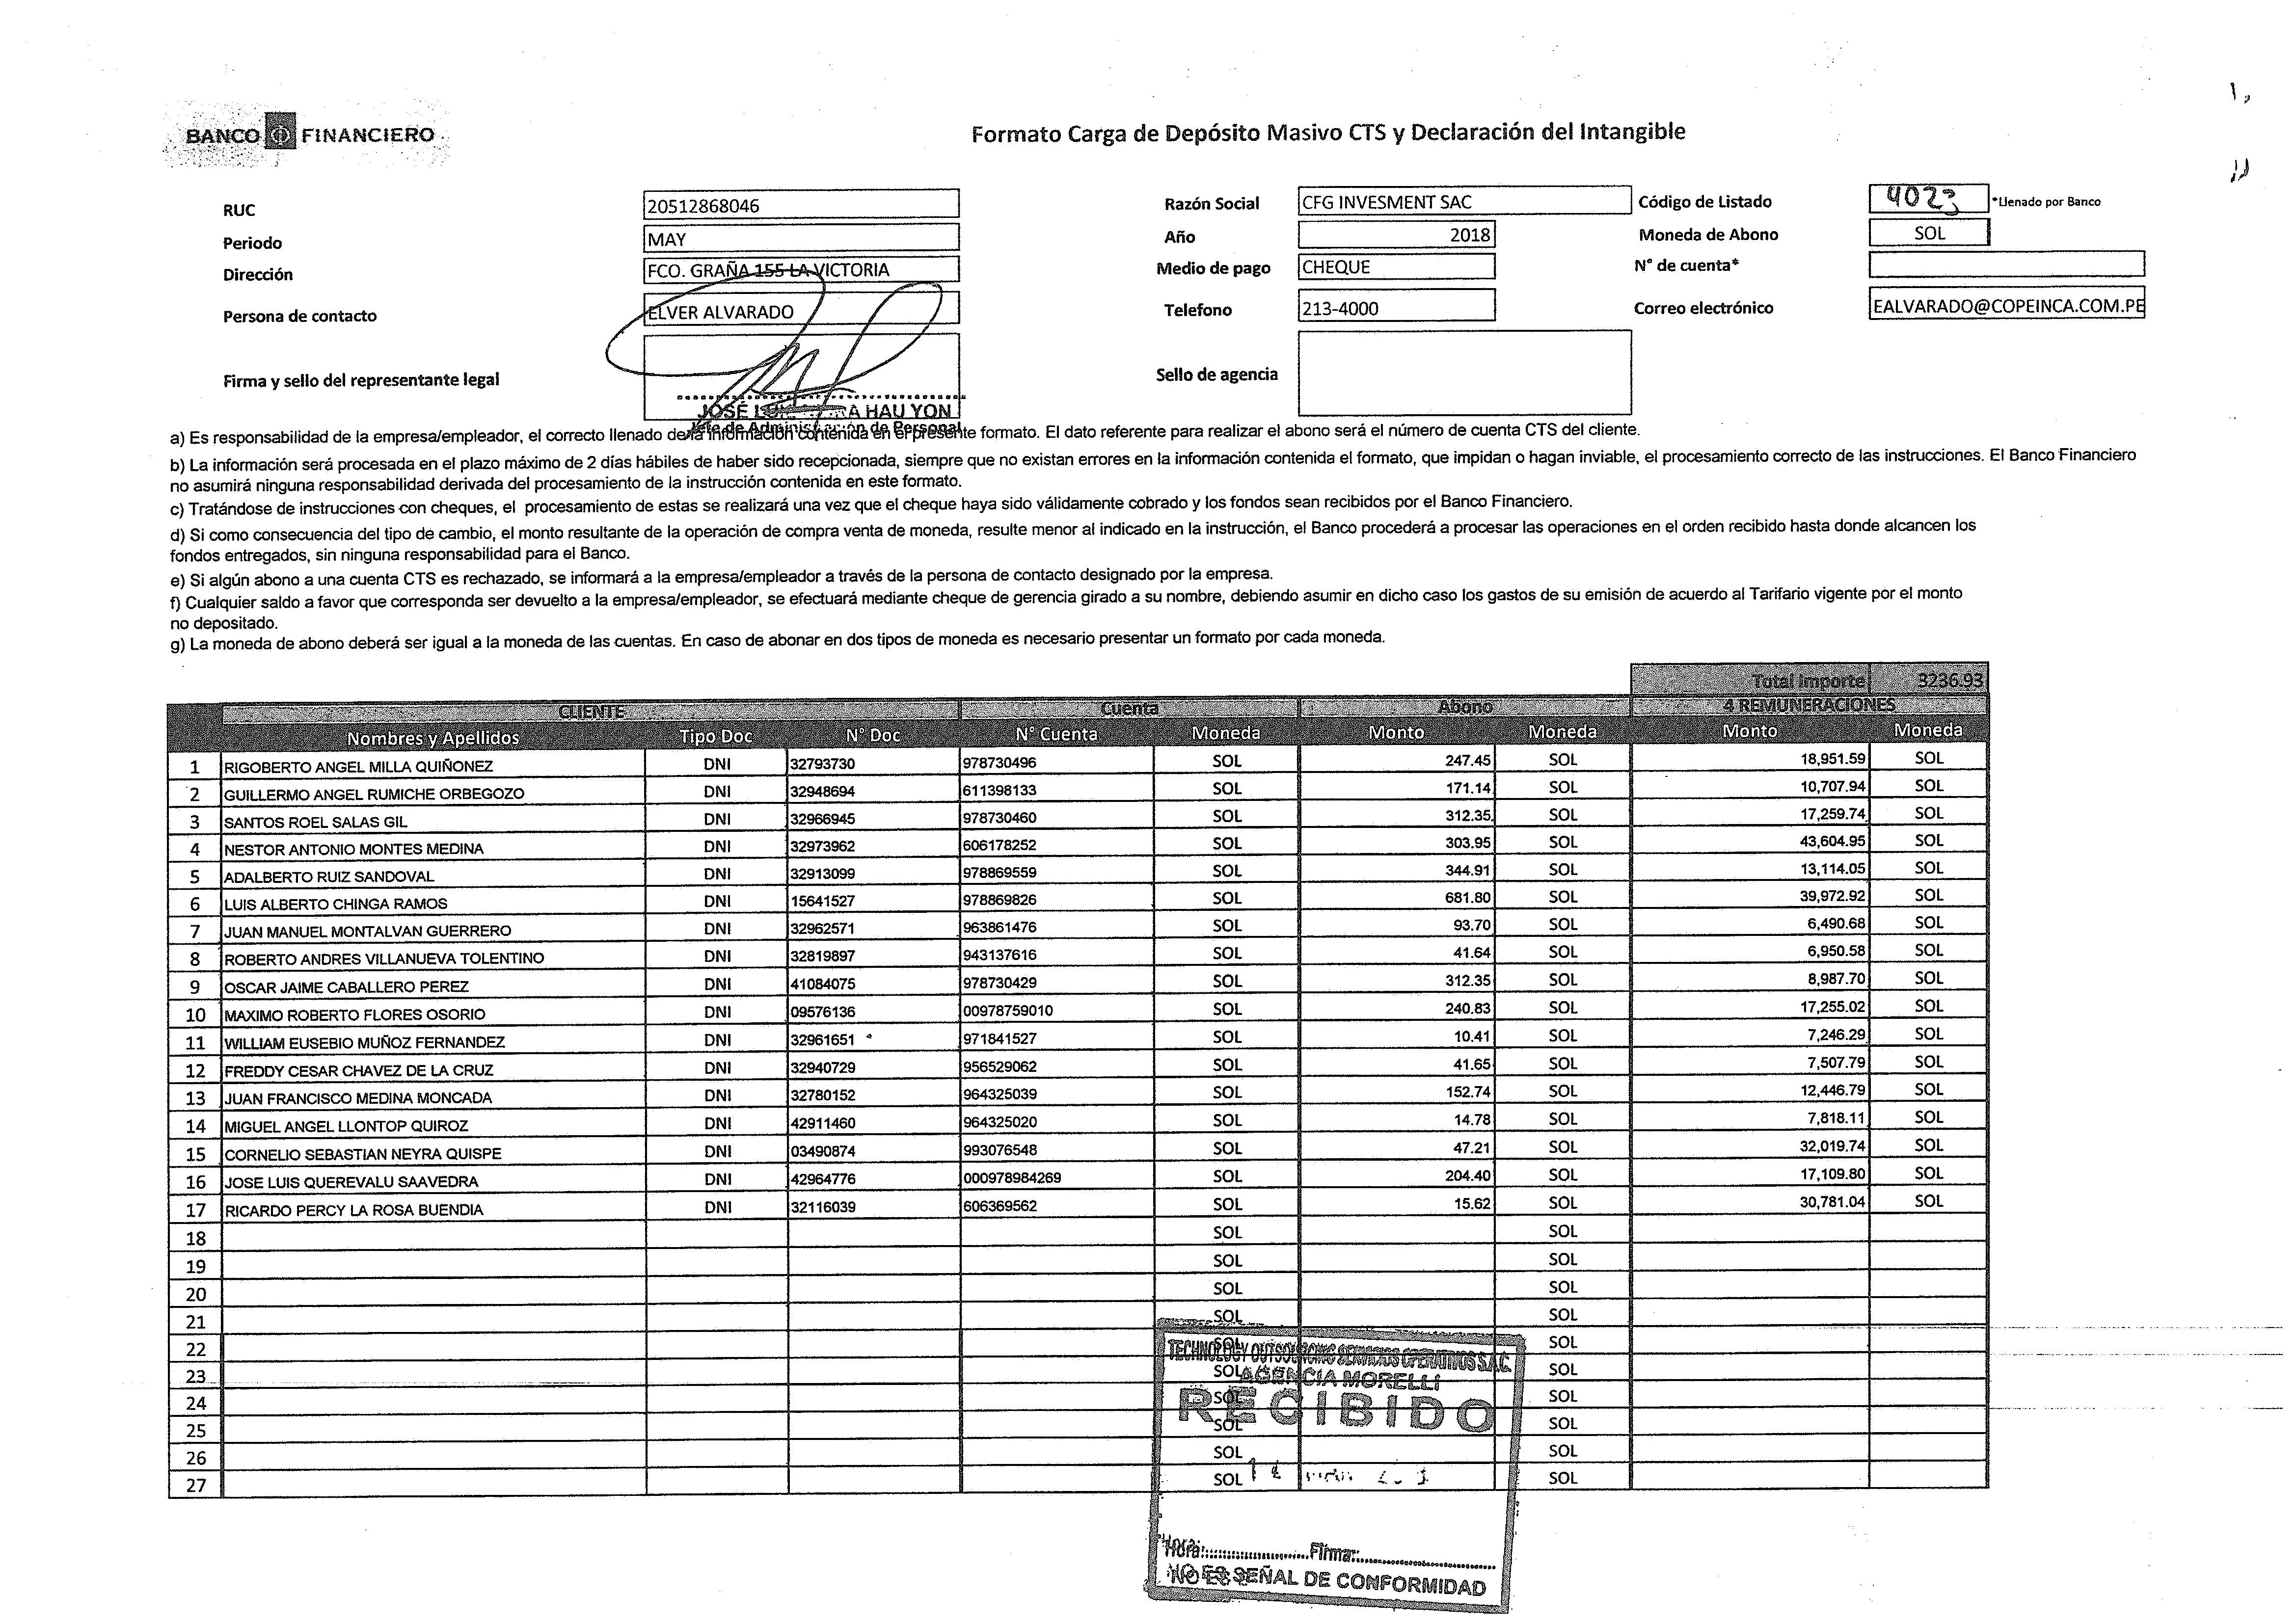 BANCO FINANCIERO
Formato Carga de Depósito Masivo CTS y Declaración del Intangible
RUC 20512868046 Razón Social CFG INVESMENT SAC Código de Listado 4023 *Llenado por Banco
Periodo MAY Año 2018 Moneda de Abono SOL
Dirección FCO. GRAÑA 155 LA VICTORIA Medio de pago CHEQUE N° de cuenta*
Persona de contacto ELVER ALVARADO Telefono 213-4000 Correo electrónico EALVARADO@COPEINCA.COM.PE
Firma y sello del representante legal Sello de agencia
JOSÉ A HAU YON
Jefe de Administración de Personal
a) Es responsabilidad de la empresa/empleador, el correcto llenado de la información contenida en el presente formato. El dato referente para realizar el abono será el número de cuenta CTS del cliente.
b) La información será procesada en el plazo máximo de 2 días hábiles de haber sido recepcionada, siempre que no existan errores en la información contenida el formato, que impidan o hagan inviable, el procesamiento correcto de las instrucciones. El Banco Financiero
no asumirá ninguna responsabilidad derivada del procesamiento de la instrucción contenida en este formato.
c) Tratándose de instrucciones con cheques, el procesamiento de estas se realizará una vez que el cheque haya sido válidamente cobrado y los fondos sean recibidos por el Banco Financiero.
d) Si como consecuencia del tipo de cambio, el monto resultante de la operación de compra venta de moneda, resulte menor al indicado en la instrucción, el Banco procederá a procesar las operaciones en el orden recibido hasta donde alcancen los
fondos entregados, sin ninguna responsabilidad para el Banco.
e) Si algún abono a una cuenta CTS es rechazado, se informará a la empresa/empleador a través de la persona de contacto designado por la empresa.
f) Cualquier saldo a favor que corresponda ser devuelto a la empresa/empleador, se efectuará mediante cheque de gerencia girado a su nombre, debiendo asumir en dicho caso los gastos de su emisión de acuerdo al Tarifario vigente por el monto
no depositado.
g) La moneda de abono deberá ser igual a la moneda de las cuentas. En caso de abonar en dos tipos de moneda es necesario presentar un formato por cada moneda.
Total Importe 3236.93
CLIENTE Cuenta Abono 4 REMUNERACIONES
Nombres y Apellidos Tipo Doc N° Doc N° Cuenta Moneda Monto Moneda Monto Moneda
1 RIGOBERTO ANGEL MILLA QUIÑONEZ DNI 32793730 978730496 SOL 247.45 SOL 18,951.59 SOL
2 GUILLERMO ANGEL RUMICHE ORBEGOZO DNI 32948694 611398133 SOL 171.14 SOL 10,707.94 SOL
3 SANTOS ROEL SALAS GIL DNI 32966945 978730460 SOL 312.35 SOL 17,259.74 SOL
4 NESTOR ANTONIO MONTES MEDINA DNI 32973962 606178252 SOL 303.95 SOL 43,604.95 SOL
5 ADALBERTO RUIZ SANDOVAL DNI 32913099 978869559 SOL 344.91 SOL 13,114.05 SOL
6 LUIS ALBERTO CHINGA RAMOS DNI 15641527 978869826 SOL 681.80 SOL 39,972.92 SOL
7 JUAN MANUEL MONTALVAN GUERRERO DNI 32962571 963861476 SOL 93.70 SOL 6,490.68 SOL
8 ROBERTO ANDRES VILLANUEVA TOLENTINO DNI 32819897 943137616 SOL 41.64 SOL 6,950.58 SOL
9 OSCAR JAIME CABALLERO PEREZ DNI 41084075 978730429 SOL 312.35 SOL 8,987.70 SOL
10 MAXIMO ROBERTO FLORES OSORIO DNI 09576136 00978759010 SOL 240.83 SOL 17,255.02 SOL
11 WILLIAM EUSEBIO MUÑOZ FERNANDEZ DNI 32961651 971841527 SOL 10.41 SOL 7,246.29 SOL
12 FREDDY CESAR CHAVEZ DE LA CRUZ DNI 32940729 956529062 SOL 41.65 SOL 7,507.79 SOL
13 JUAN FRANCISCO MEDINA MONCADA DNI 32780152 964325039 SOL 152.74 SOL 12,446.79 SOL
14 MIGUEL ANGEL LLONTOP QUIROZ DNI 42911460 964325020 SOL 14.78 SOL 7,818.11 SOL
15 CORNELIO SEBASTIAN NEYRA QUISPE DNI 03490874 993076548 SOL 47.21 SOL 32,019.74 SOL
16 JOSE LUIS QUEREVALU SAAVEDRA DNI 42964776 000978984269 SOL 204.40 SOL 17,109.80 SOL
17 RICARDO PERCY LA ROSA BUENDIA DNI 32116039 606369562 SOL 15.62 SOL 30,781.04 SOL
18 SOL SOL
19 SOL SOL
20 SOL SOL
21 SOL SOL
22 SOL SOL
TECHNOLOGY OUTSOURCING SERVICIOS OPERATIVOS S.A.C.
23 SOL SOL
AGENCIA MORELLI
24 SOL SOL
RECIBIDO
25 SOL SOL
26 SOL SOL
27 SOL SOL
Hora: Firma:
NO ES SEÑAL DE CONFORMIDAD